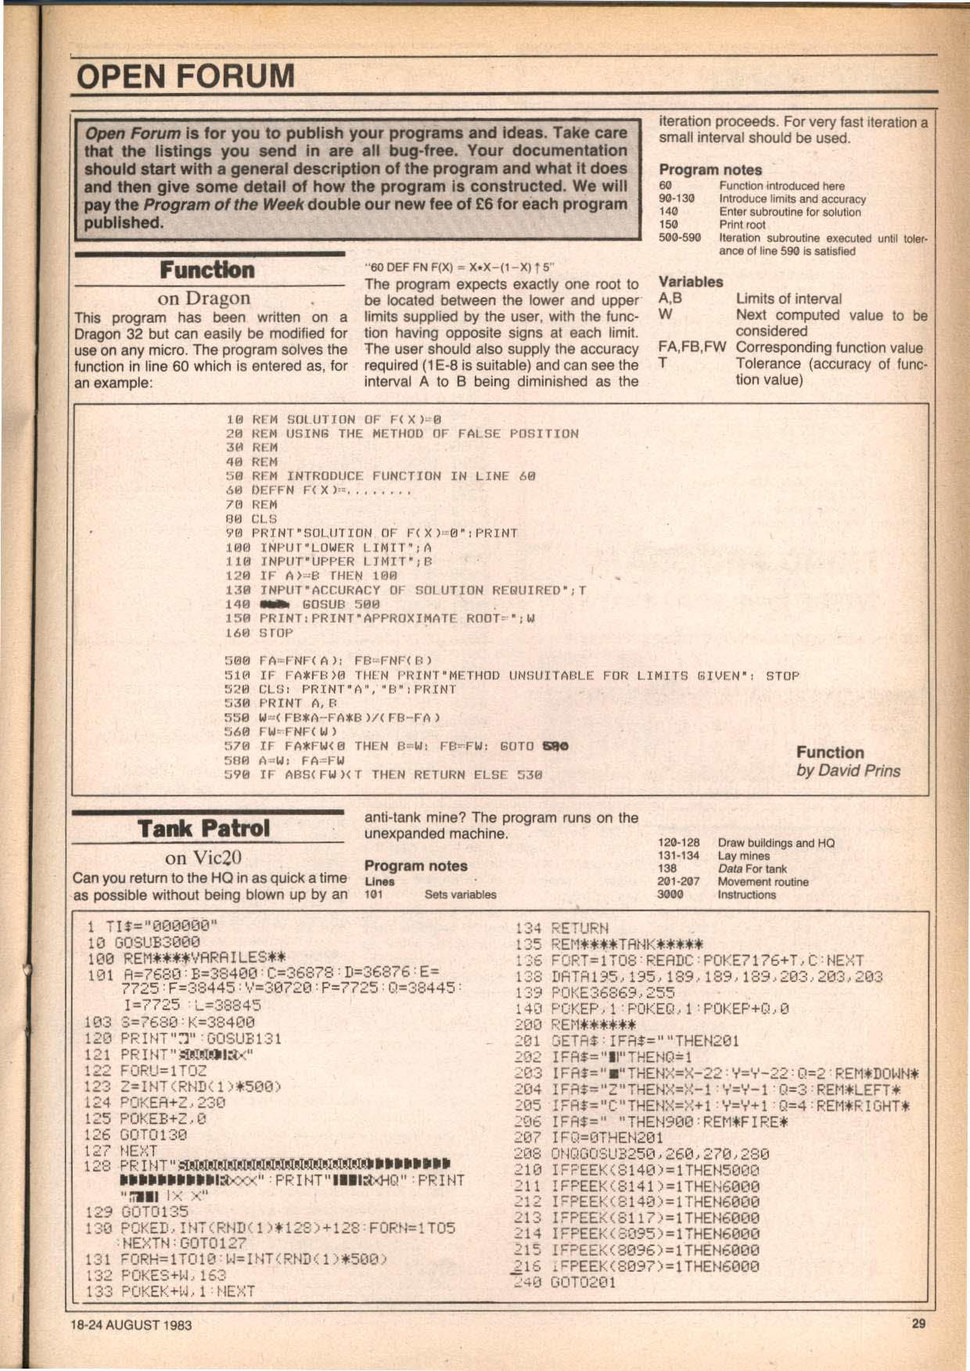 OPEN FORUM
Open Forum is for you to publish your programs and ideas. Take care
that the listings you send in are all bug-free. Your documentation
should start with a general description of the program and what it does
and then give some detail of how the program is constructed. We will
pay the Program of the Week double our new fee of £6 for each program
published.
Function
on Dragon
This program has been written on a
Dragon 32 but can easily be modified for
use on any micro. The program solves the
function in line 60 which is entered as, for
an example:
"60 DEF FN F(X) = X*X−(1−X)↑5"
The program expects exactly one root to
be located between the lower and upper
limits supplied by the user, with the func-
tion having opposite signs at each limit.
The user should also supply the accuracy
required (1E-8 is suitable) and can see the
interval A to B being diminished as the
iteration proceeds. For very fast iteration a
small interval should be used.
Program notes
60 Function introduced here
90-130 Introduce limits and accuracy
140 Enter subroutine for solution
150 Print root
500-590 Iteration subroutine executed until toler-
ance of line 590 is satisfied
Variables
A,B Limits of interval
W Next computed value to be
considered
FA,FB,FW Corresponding function value
T Tolerance (accuracy of func-
tion value)
10 REM SOLUTION OF F(X)=0
20 REM USING THE METHOD OF FALSE POSITION
30 REM
40 REM
50 REM INTRODUCE FUNCTION IN LINE 60
60 DEFFN F(X)=........
70 REM
80 CLS
90 PRINT"SOLUTION OF F(X)=0":PRINT
100 INPUT"LOWER LIMIT";A
110 INPUT"UPPER LIMIT";B
120 IF A>=B THEN 100
130 INPUT"ACCURACY OF SOLUTION REQUIRED";T
140 GOSUB 500
150 PRINT:PRINT"APPROXIMATE ROOT=";W
160 STOP
500 FA=FNF(A): FB=FNF(B)
510 IF FA*FB>0 THEN PRINT"METHOD UNSUITABLE FOR LIMITS GIVEN": STOP
520 CLS: PRINT"A","B":PRINT
530 PRINT A,B
550 W=(FB*A-FA*B)/(FB-FA)
560 FW=FNF(W)
570 IF FA*FW<0 THEN B=W: FB=FW: GOTO 590
580 A=W: FA=FW
590 IF ABS(FW)<T THEN RETURN ELSE 530
Function
by David Prins
Tank Patrol
on Vic20
Can you return to the HQ in as quick a time
as possible without being blown up by an
anti-tank mine? The program runs on the
unexpanded machine.
Program notes
Lines
101 Sets variables
120-128 Draw buildings and HQ
131-134 Lay mines
138 Data For tank
201-207 Movement routine
3000 Instructions
1 TI$="000000"
10 GOSUB3000
100 REM****VARAILES**
101 A=7680:B=38400:C=36878:D=36876:E=
7725:F=38445:V=30720:P=7725:Q=38445:
I=7725:L=38845
103 S=7680:K=38400
120 PRINT"":GOSUB131
121 PRINT"
122 FORU=1TOZ
123 Z=INT(RND(1)*500)
124 POKEA+Z,230
125 POKEB+Z,0
126 GOTO130
127 NEXT
128 PRINT"
×××":PRINT"×HQ":PRINT
"× ×"
129 GOTO135
130 POKED,INT(RND(1)*128)+128:FORN=1TO5
:NEXTN:GOTO127
131 FORH=1TO10:W=INT(RND(1)*500)
132 POKES+W,163
133 POKEK+W,1:NEXT
134 RETURN
135 REM****TANK*****
136 FORT=1TO8:READC:POKE7176+T,C:NEXT
138 DATA195,195,189,189,189,203,203,203
139 POKE36869,255
140 POKEP,1:POKEQ,1:POKEP+Q,0
200 REM******
201 GETA$:IFA$=""THEN201
202 IFA$=""THENQ=1
203 IFA$="■"THENX=X-22:Y=Y-22:Q=2:REM*DOWN*
204 IFA$="Z"THENX=X-1:Y=Y-1:Q=3:REM*LEFT*
205 IFA$="C"THENX=X+1:Y=Y+1:Q=4:REM*RIGHT*
206 IFA$=" "THEN900:REM*FIRE*
207 IFQ=0THEN201
208 ONQGOSUB250,260,270,280
210 IFPEEK(8140)=1THEN5000
211 IFPEEK(8141)=1THEN6000
212 IFPEEK(8140)=1THEN6000
213 IFPEEK(8117)=1THEN6000
214 IFPEEK(8095)=1THEN6000
215 IFPEEK(8096)=1THEN6000
216 IFPEEK(8097)=1THEN6000
240 GOTO201
18-24 AUGUST 1983
29